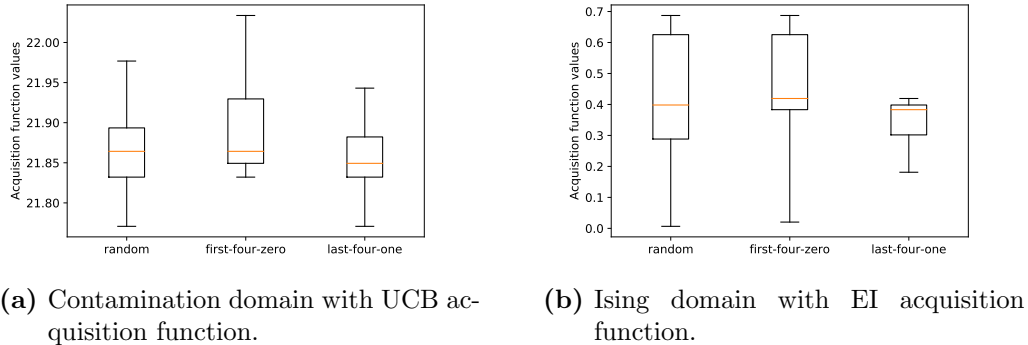 Acquisition function values
22.00
21.95
21.90
21.85
21.80
random first-four-zero last-four-one
Acquisition function values
0.7
0.6
0.5
0.4
0.3
0.2
0.1
0.0
random first-four-zero last-four-one
(a) Contamination domain with UCB ac-
quisition function.
(b) Ising domain with EI acquisition
function.